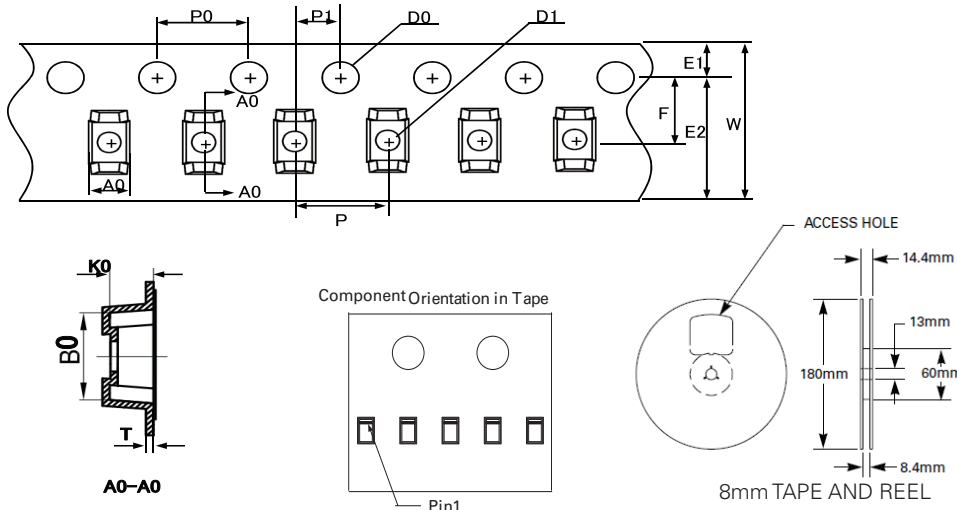 P0
P1
D0
D1
E1
A0
F
E2
W
A0
A0
P
ACCESS HOLE
K0
14.4mm
Component Orientation in Tape
13mm
B0
180mm
60mm
T
8.4mm
A0-A0
8mm TAPE AND REEL
Pin1